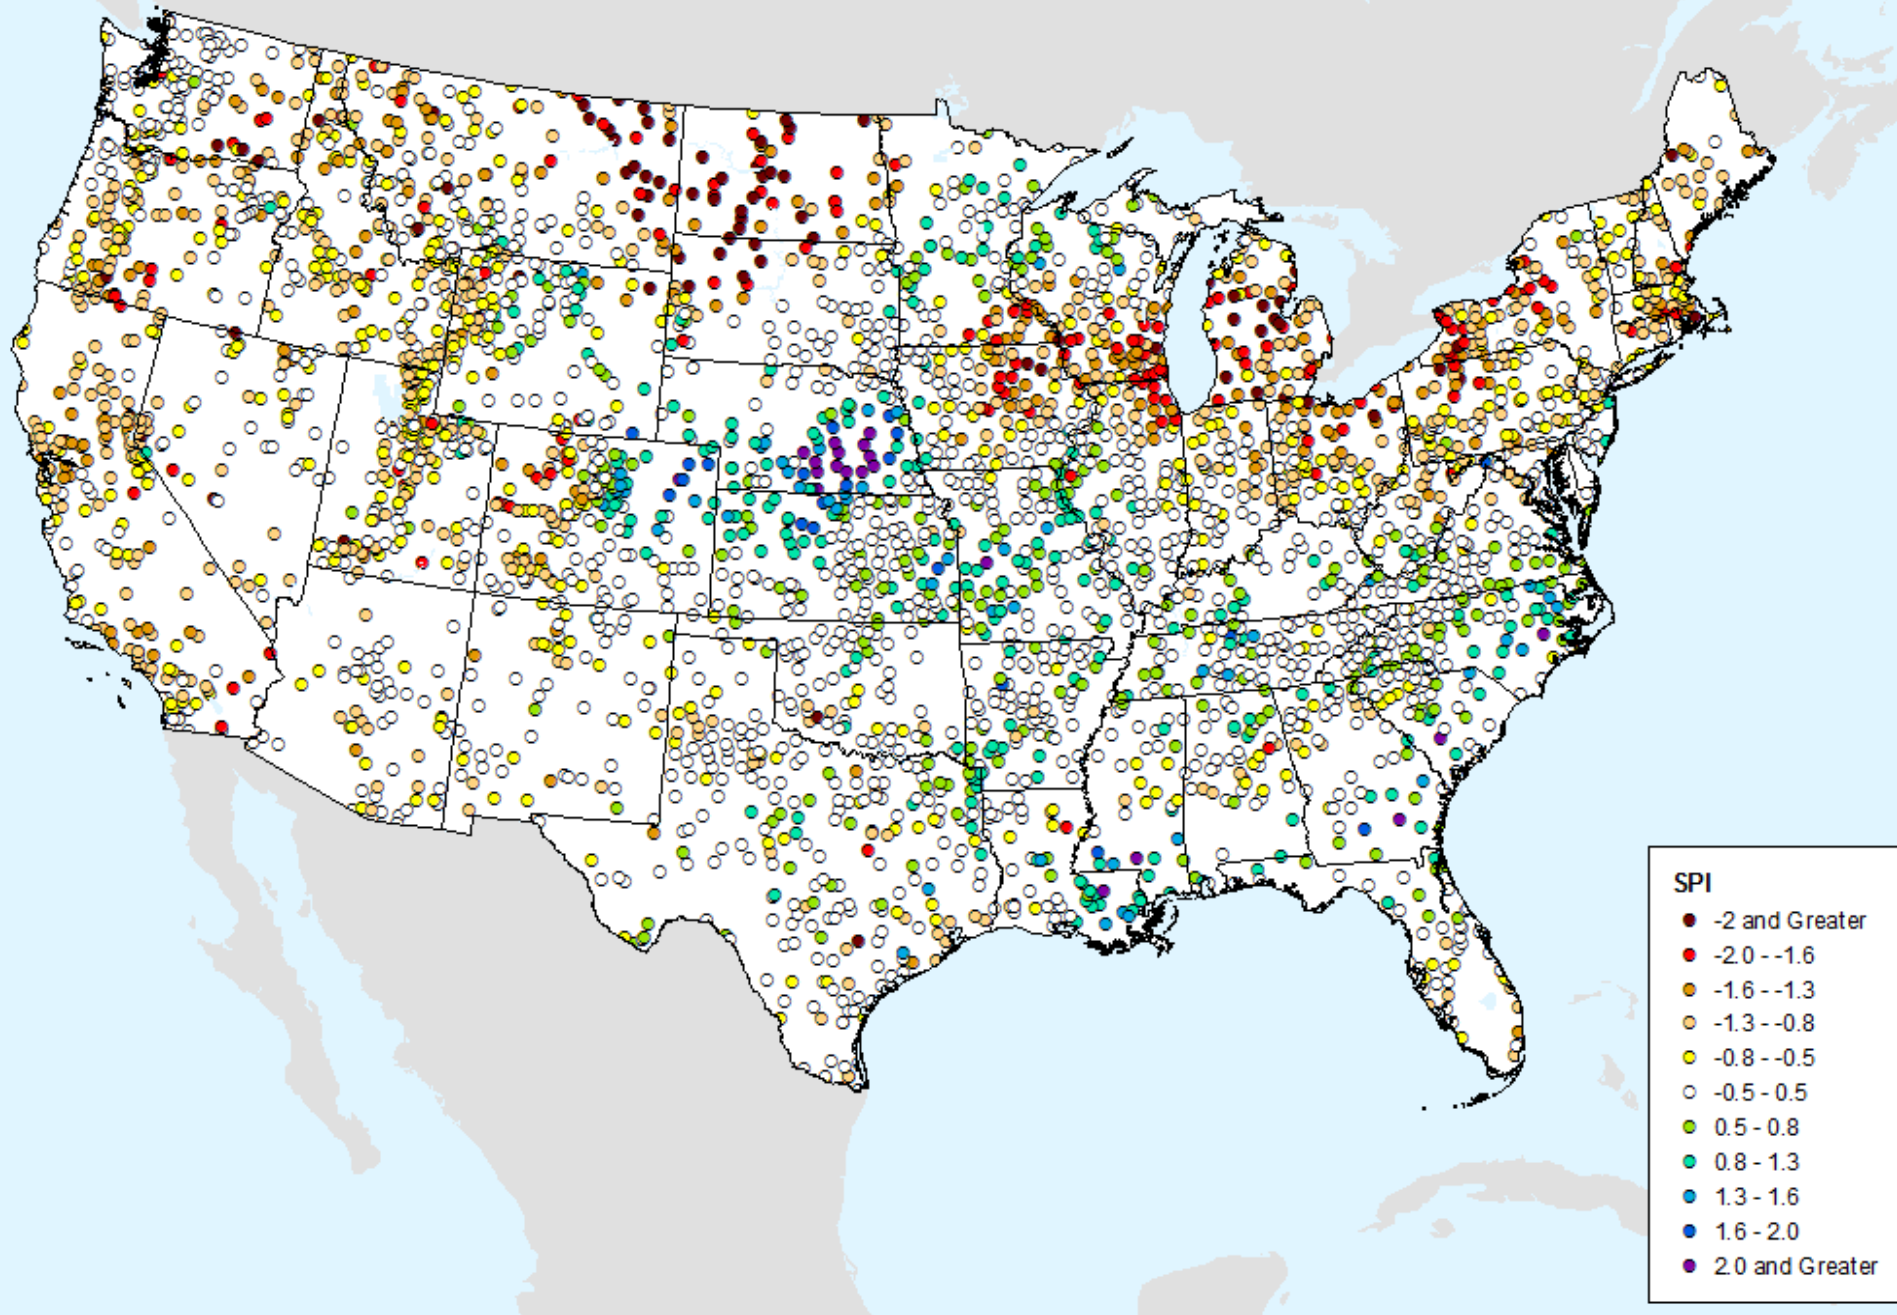 SPI
-2 and Greater
-2.0 - -1.6
-1.6 - -1.3
-1.3 - -0.8
-0.8 - -0.5
-0.5 - 0.5
0.5 - 0.8
0.8 - 1.3
1.3 - 1.6
1.6 - 2.0
2.0 and Greater